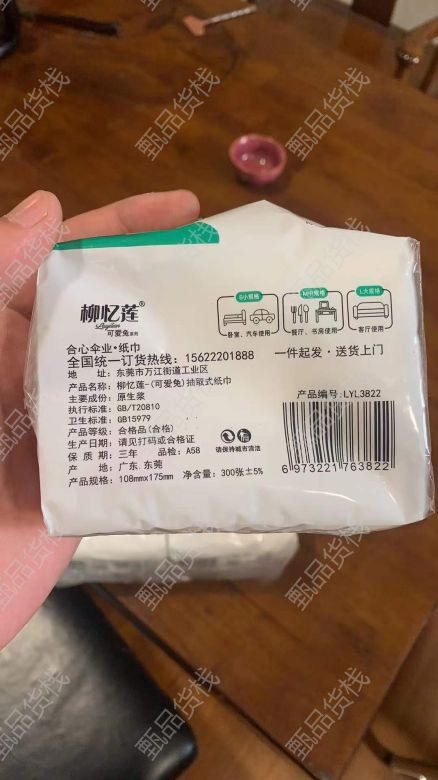 柳忆莲®
可爱兔系列
S小规格
卧室、汽车使用
M中规格
餐厅、书房使用
L大规格
客厅使用
合心伞业·纸巾
全国统一订货热线：15622201888 一件起发·送货上门
地 址：东莞市万江街道工业区
产品名称：柳忆莲-(可爱兔)抽取式纸巾
主要成份：原生浆
执行标准：GB/T20810
卫生标准：GB15979
产品等级：合格品(合格)
生产日期：请见打码或合格证
保 质 期：三年 品检：A58
产 地：广东.东莞
产品规格：108mmx175mm 净含量：300张±5%
请保持城市清洁
产品编号：LYL3822
6 973221 763822
甄品货栈